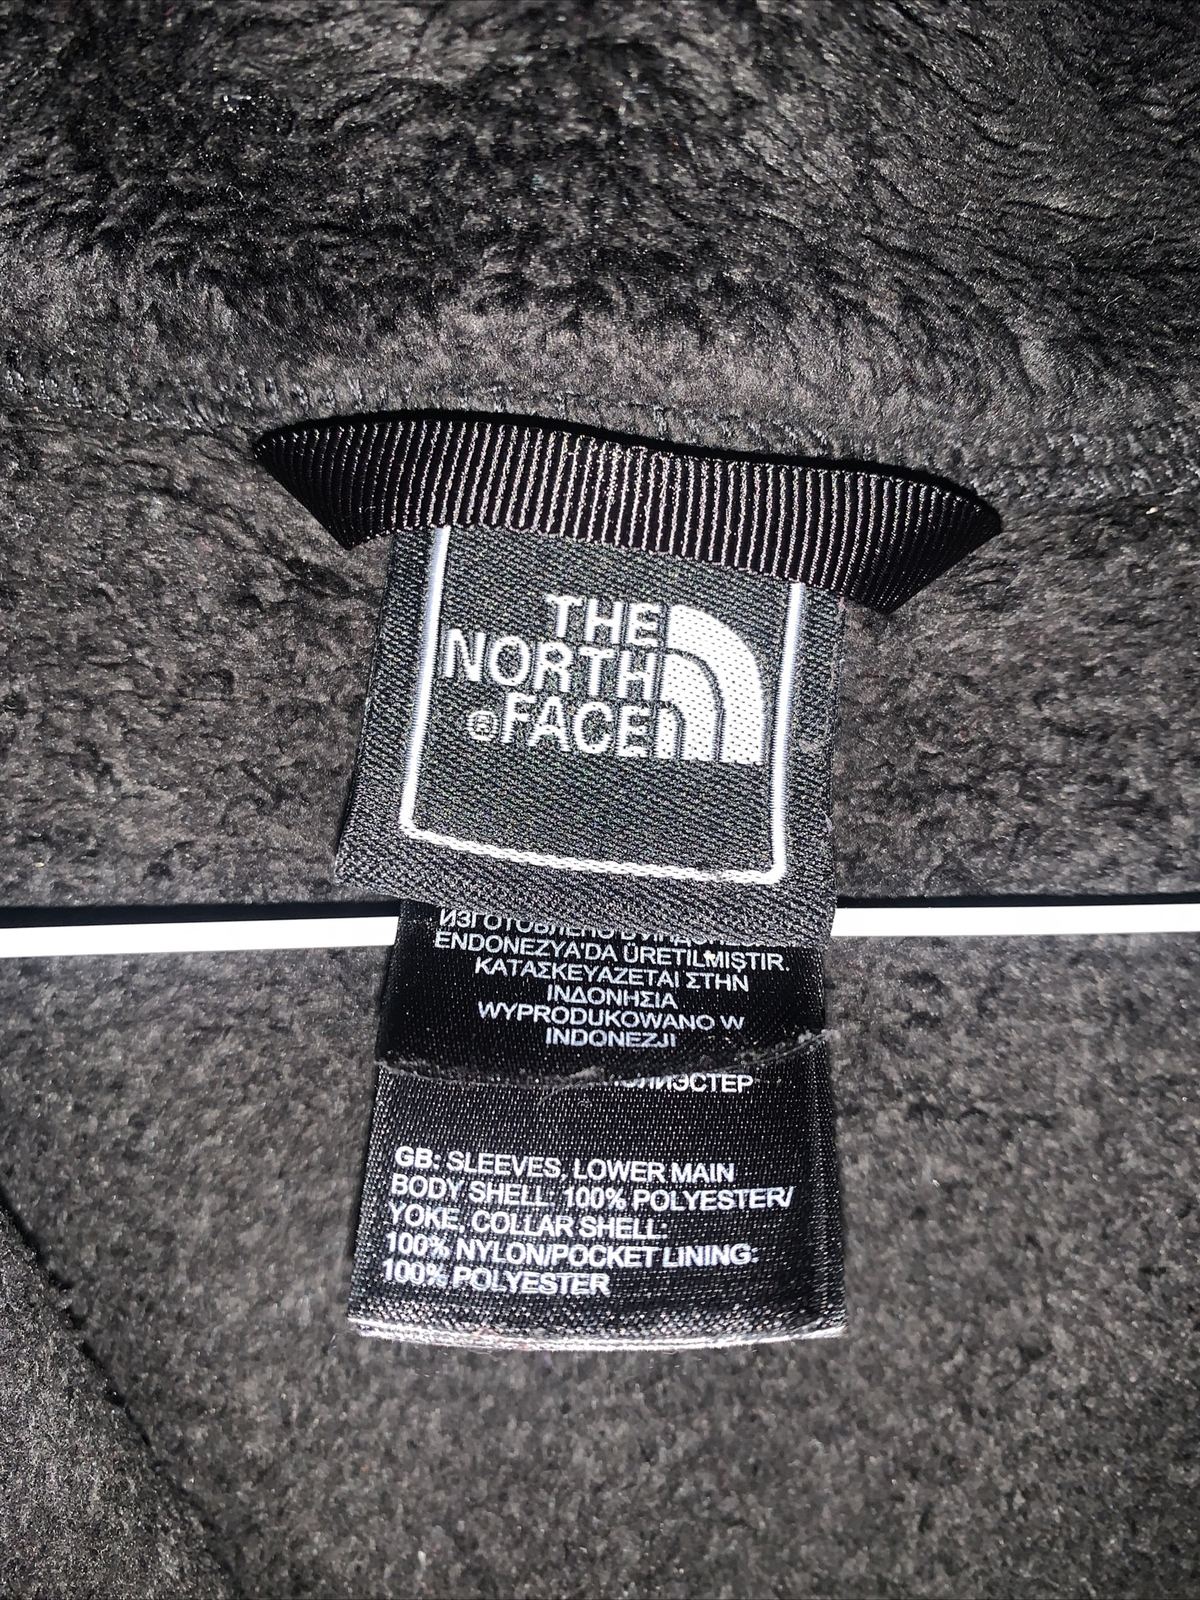 THE
NORTH
®FACE
ENDONEZYA'DA ÜRETILMIŞTIR.
ΚΑΤΑΣΚΕΥΑΖΕΤΑΙ ΣΤΗΝ
ΙΝΔΟΝΗΣΙΑ
WYPRODUKOWANO W
INDONEZJI
GB: SLEEVES, LOWER MAIN
BODY SHELL: 100% POLYESTER/
YOKE, COLLAR SHELL:
100% NYLON/POCKET LINING:
100% POLYESTER